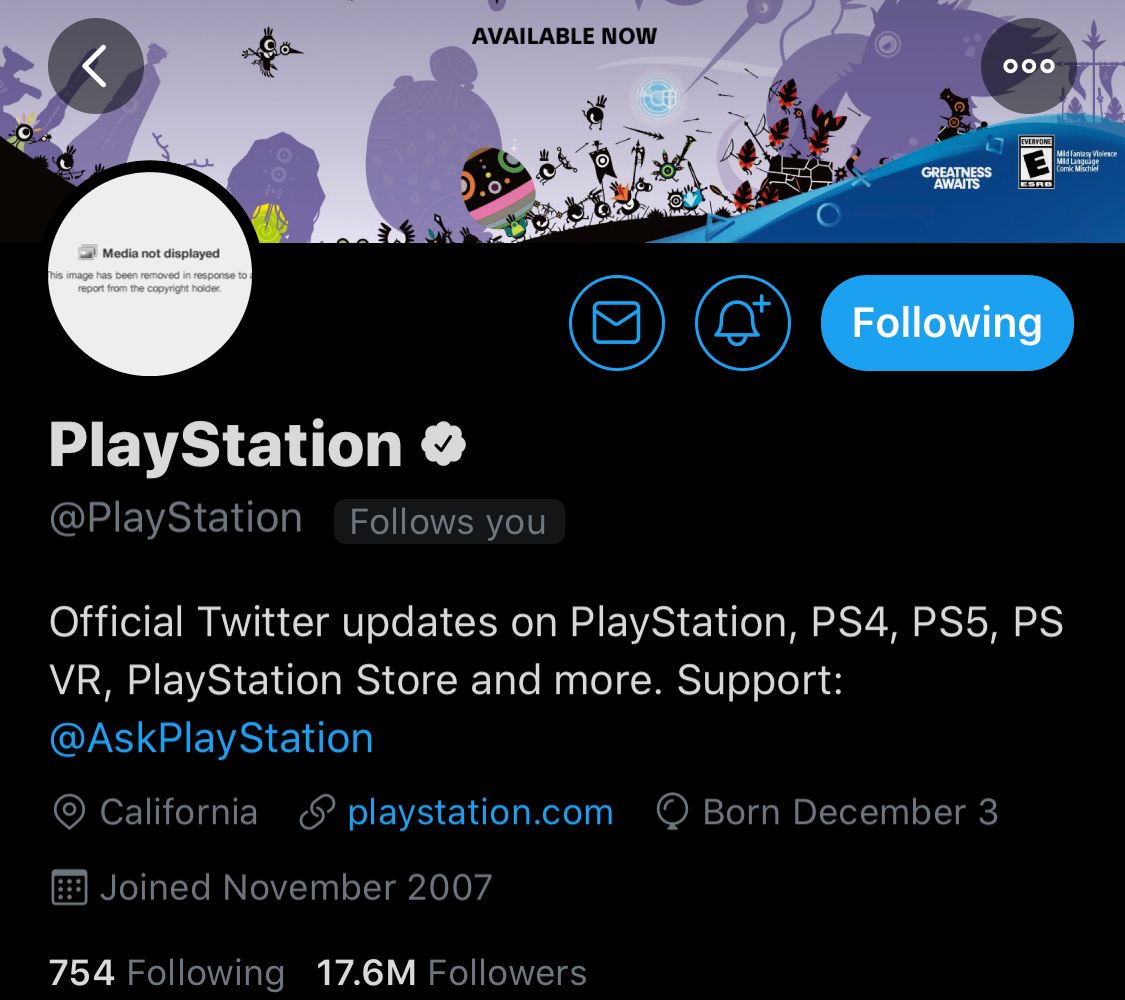 AVAILABLE NOW
GREATNESS
AWAITS
EVERYONE
E
ESRB
Mild Fantasy Violence
Mild Language
Comic Mischief
Media not displayed
This image has been removed in response to a
report from the copyright holder.
Following
PlayStation
@PlayStation Follows you
Official Twitter updates on PlayStation, PS4, PS5, PS
VR, PlayStation Store and more. Support:
@AskPlayStation
California playstation.com Born December 3
Joined November 2007
754 Following 17.6M Followers